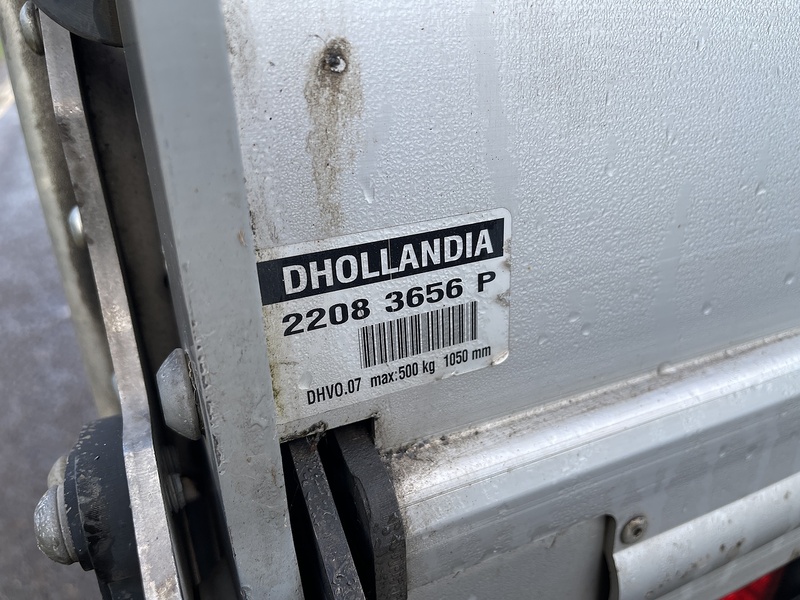 DHOLLANDIA
2208 3656 P
DHVO.07 max:500 kg 1050 mm